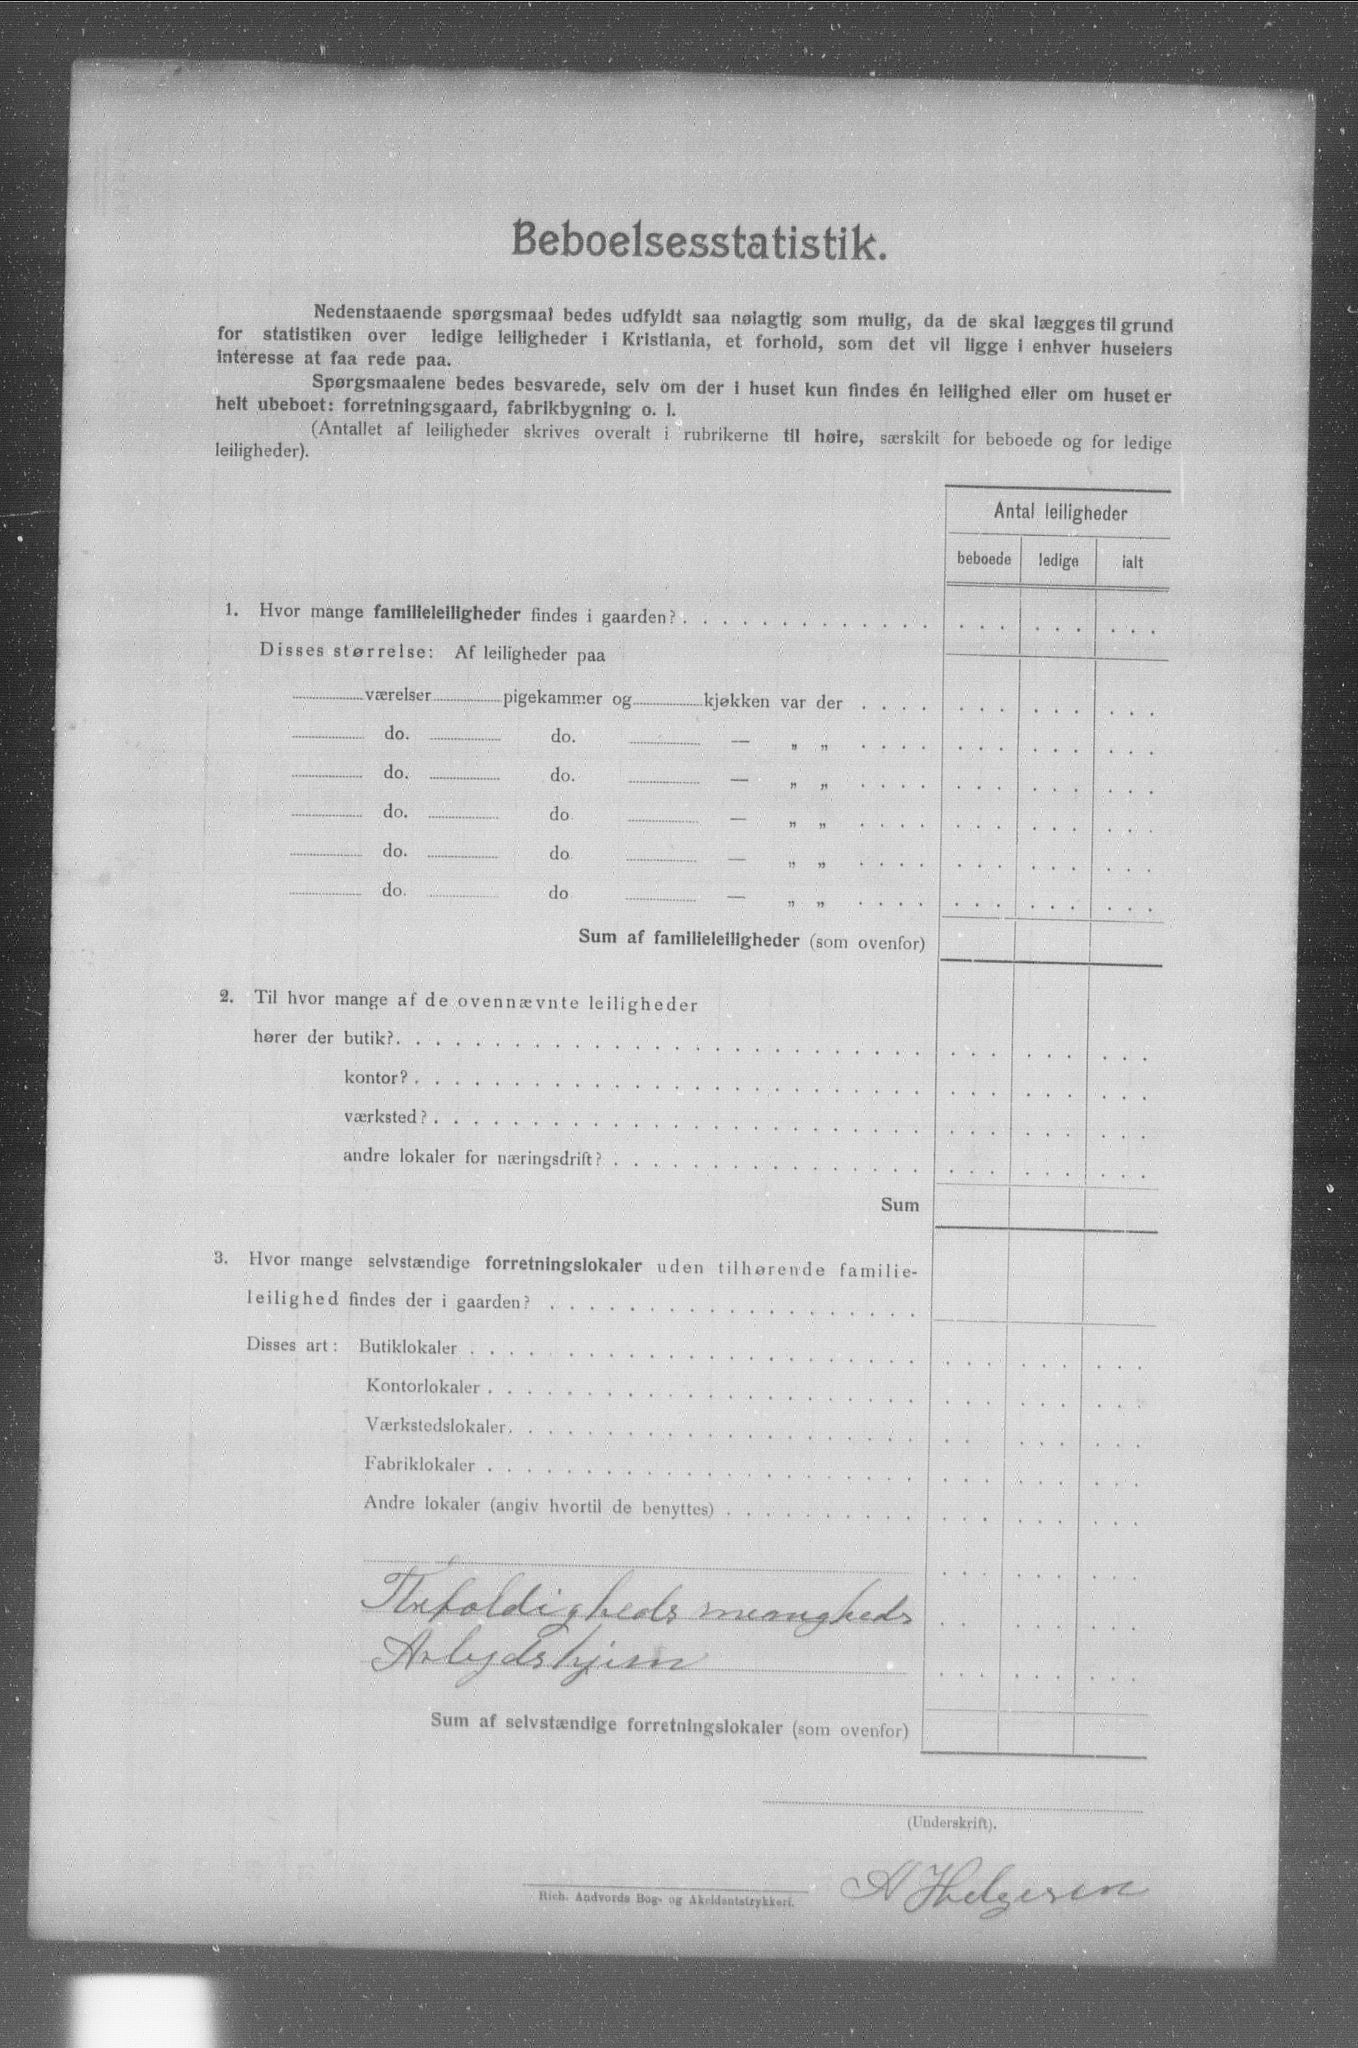 Beboelsesstatistik.
Nedenstaaende spørgsmaal bedes udfyldt saa nøiagtig som mulig, da de skal lægges til grund
for statistiken over ledige leiligheder i Kristiania, et forhold, som det vil ligge i enhver huseiers
interesse at faa rede paa.
Spørgsmaalene bedes besvarede, selv om der i huset kun findes én leilighed eller om huset er
helt ubeboet: forretningsgaard, fabrikbygning o. l.
(Antallet af leiligheder skrives overalt i rubrikerne til høire, særskilt for beboede og for ledige
leiligheder).
Antal leiligheder
beboede ledige ialt
1. Hvor mange familieleiligheder findes i gaarden?
Disses størrelse: Af leiligheder paa
værelser pigekammer og kjøkken var der
do. do. — „ „
do. do. — „ „
do. do — „ „
do. do — „ „
do. do — „ „
Sum af familieleiligheder (som ovenfor)
2. Til hvor mange af de ovennævnte leiligheder
hører der butik?
kontor?
værksted?
andre lokaler for næringsdrift?
Sum
3. Hvor mange selvstændige forretningslokaler uden tilhørende familie-
leilighed findes der i gaarden?
Disses art: Butiklokaler
Kontorlokaler
Værkstedslokaler
Fabriklokaler
Andre lokaler (angiv hvortil de benyttes)
Trefoldigheds menigheds
Arbejdshjem
Sum af selvstændige forretningslokaler (som ovenfor)
(Underskrift).
A Helgesen
Rich. Andvords Bog- og Akcidentstrykkeri.